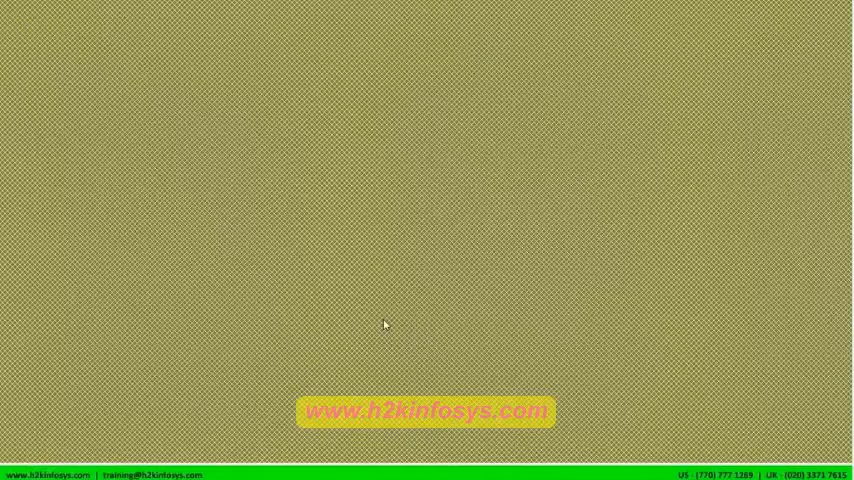 www.h2kinfosys.com
www.h2kinfosys.com | training@h2kinfosys.com
US - (770) 777 1269 | UK - (020) 3371 7615